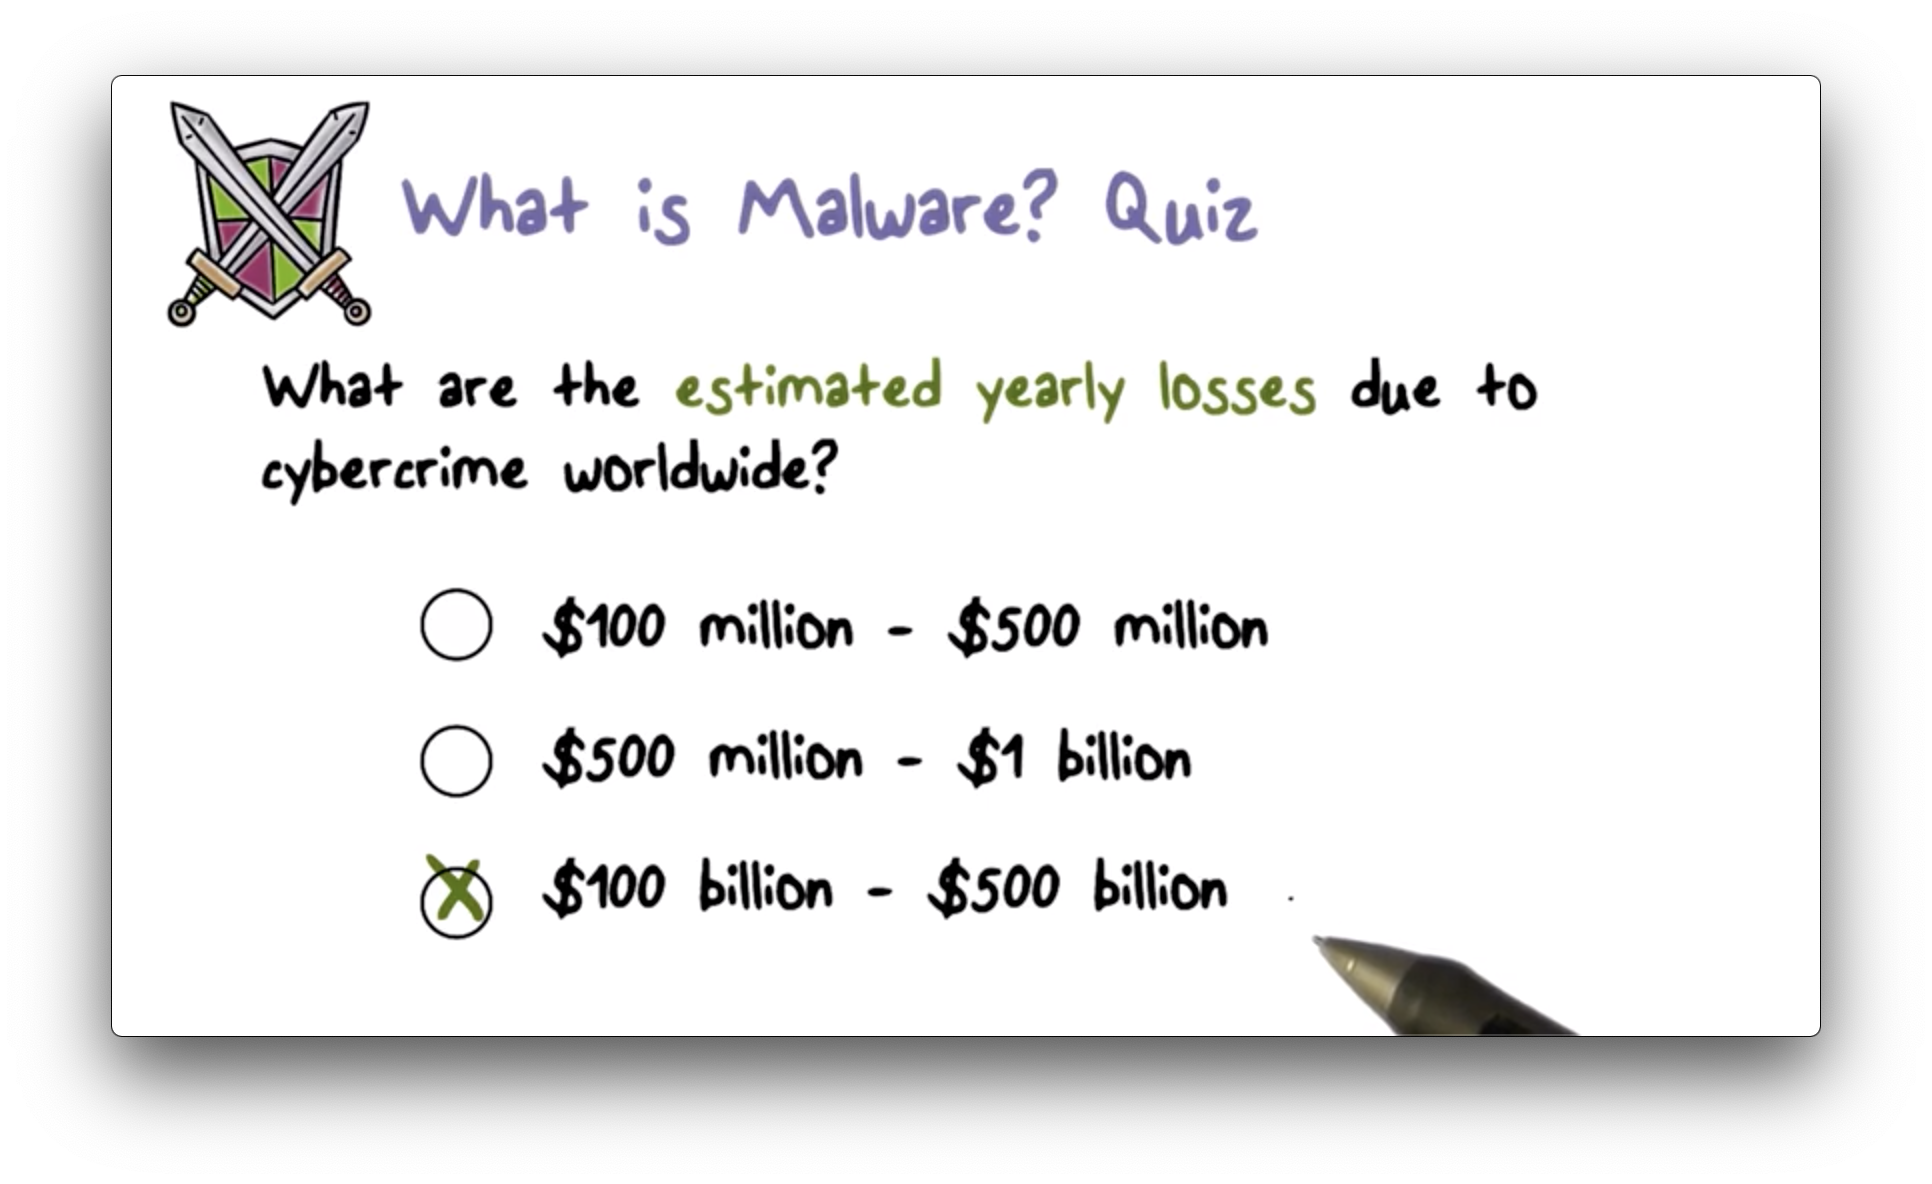 What is Malware? Quiz
What are the estimated yearly losses due to
cybercrime worldwide?
$100 million - $500 million
$500 million - $1 billion
$100 billion - $500 billion